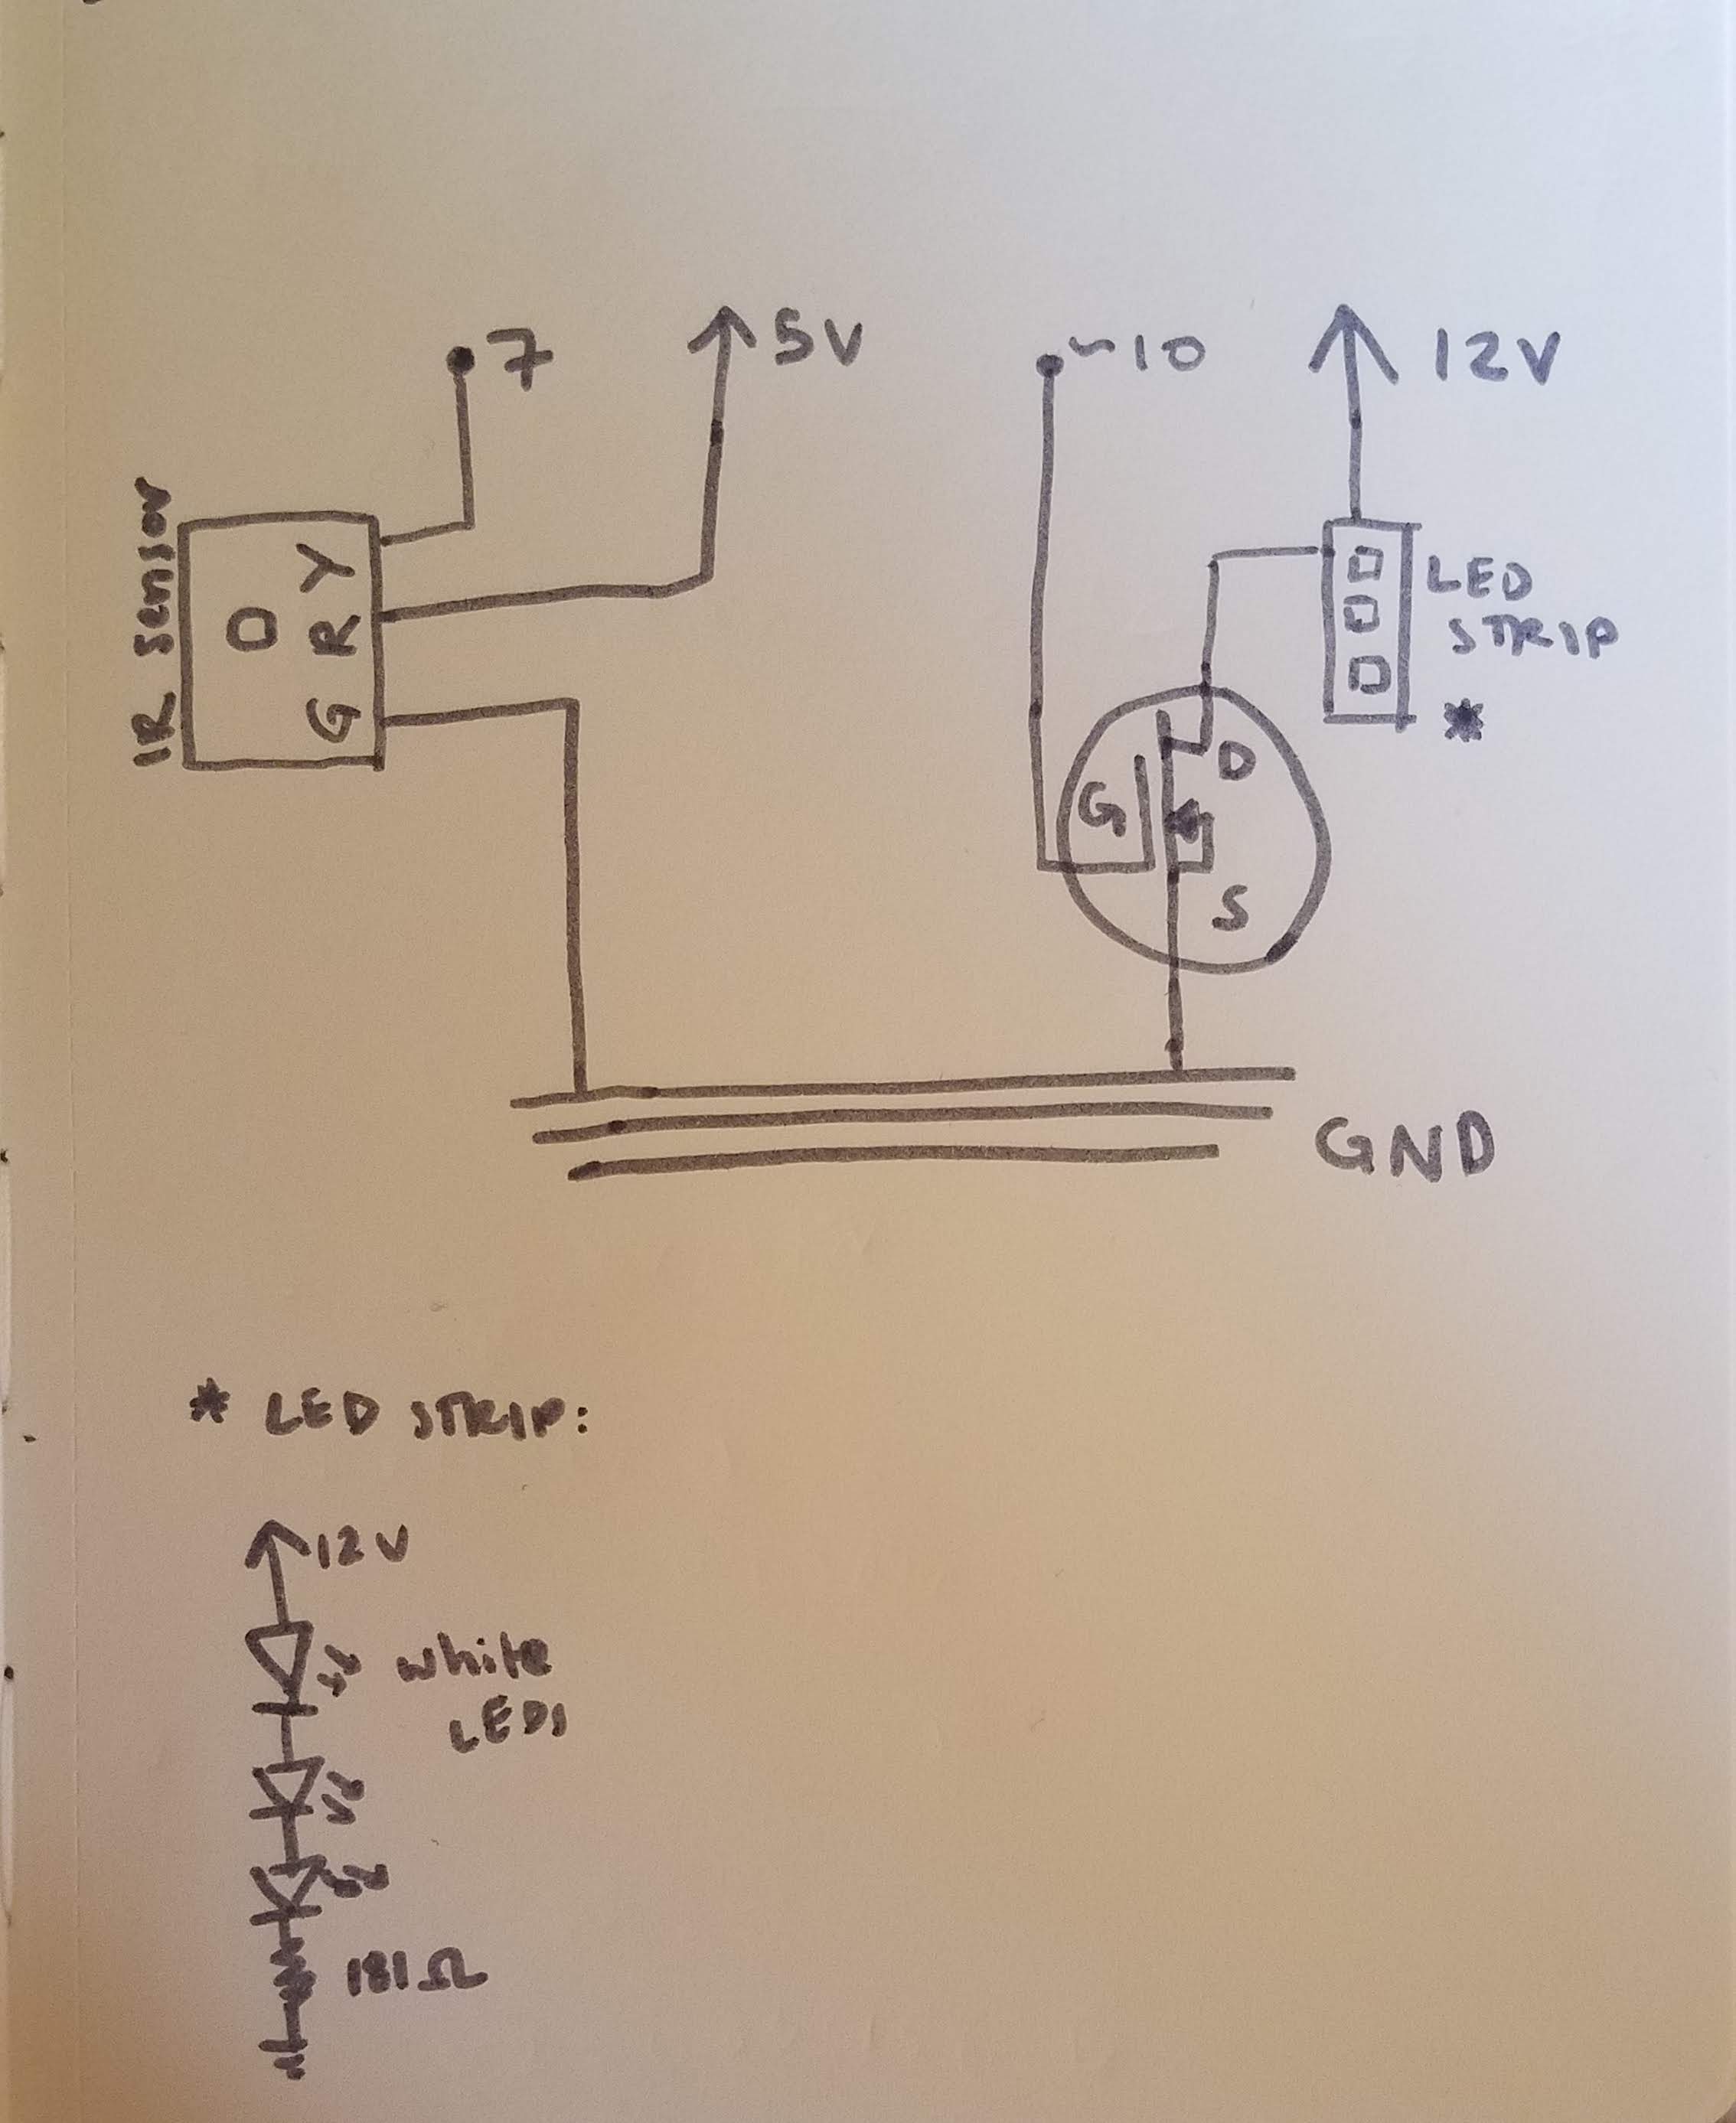 7
5V
~10
12V
IR Sensor
Y
R
G
LED
STRIP
*
G
D
S
GND
* LED STRIP:
12V
white
LEDs
181Ω